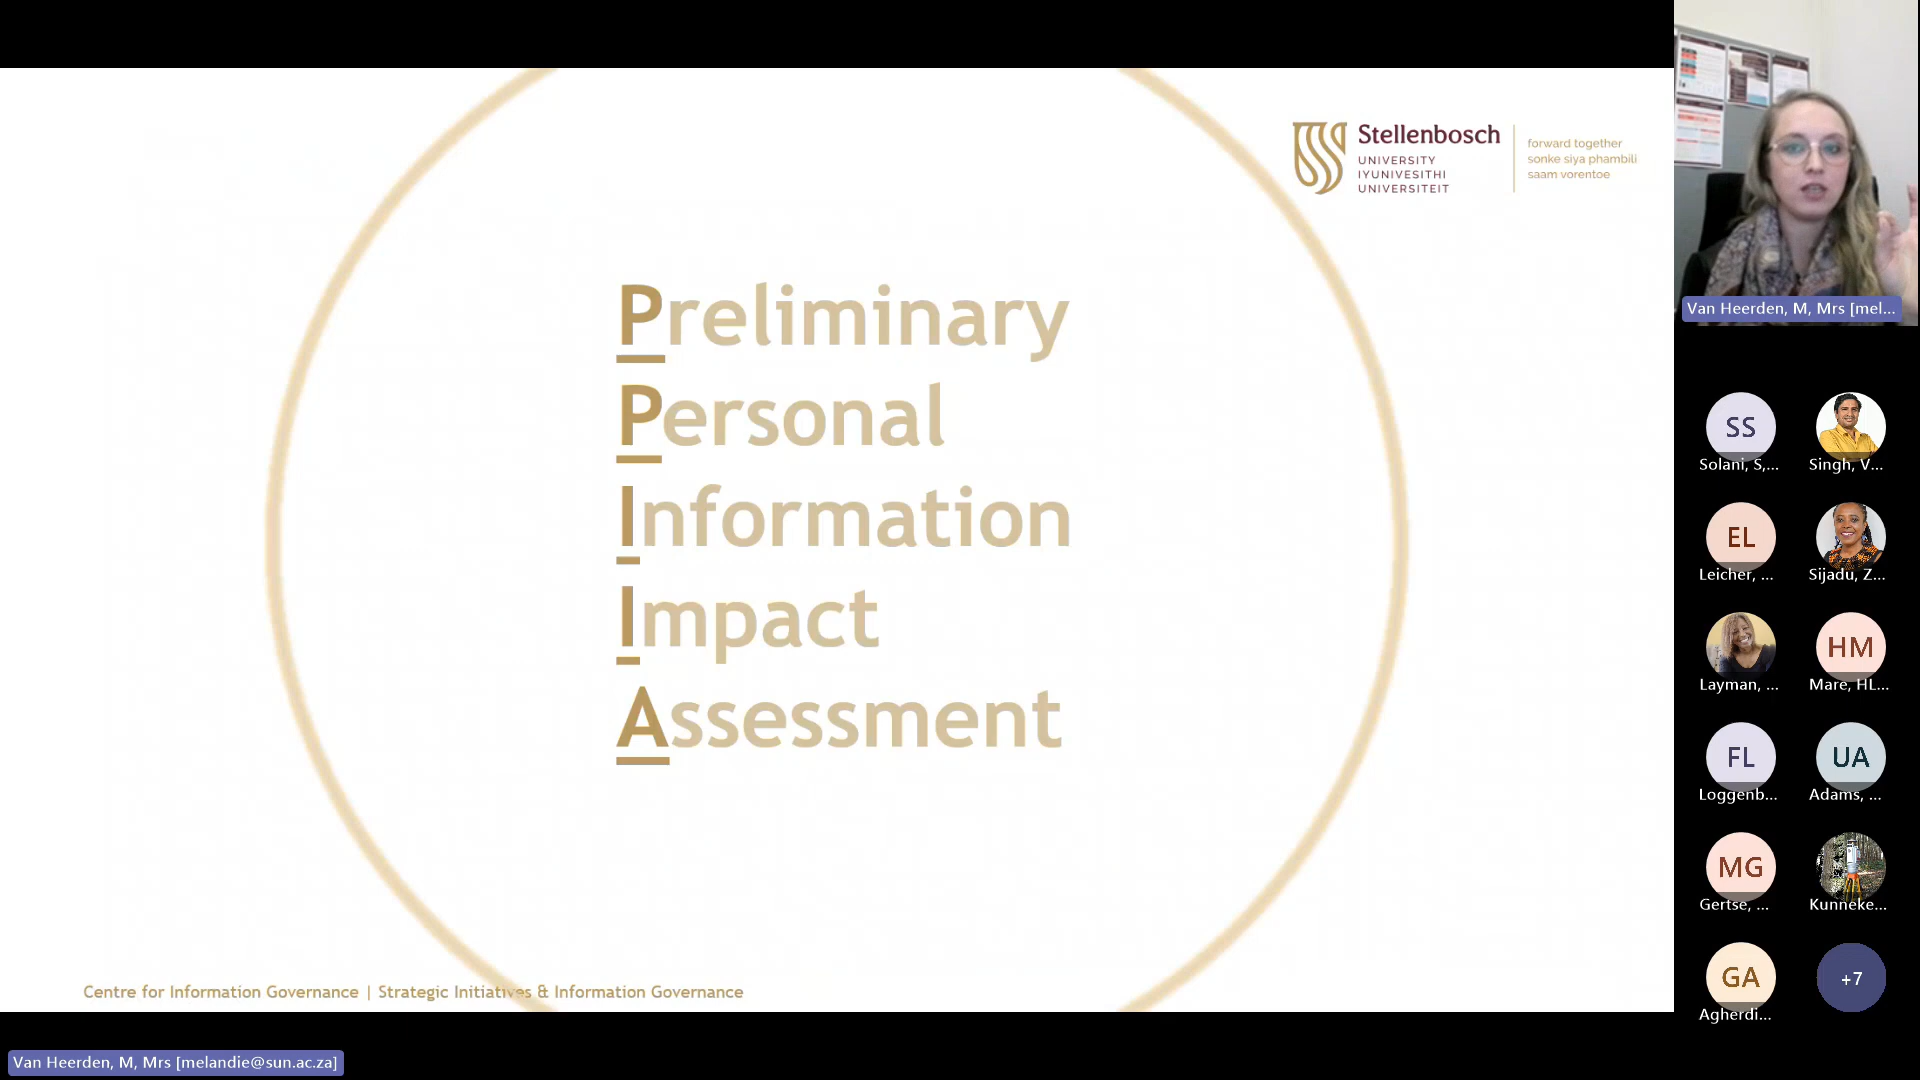 Stellenbosch
UNIVERSITY
IYUNIVESITHI
UNIVERSITEIT
forward together
sonke siya phambili
saam vorentoe
Preliminary
Personal
Information
Impact
Assessment
Centre for Information Governance | Strategic Initiatives & Information Governance
Van Heerden, M, Mrs [melandie@sun.ac.za]
Van Heerden, M, Mrs [mel...
SS
Solani, S,...
Singh, V...
EL
Leicher, ...
Sijadu, Z...
Layman, ...
HM
Mare, HL...
FL
Loggenb...
UA
Adams, ...
MG
Gertse, ...
Kunneke...
GA
Agherdi...
+7